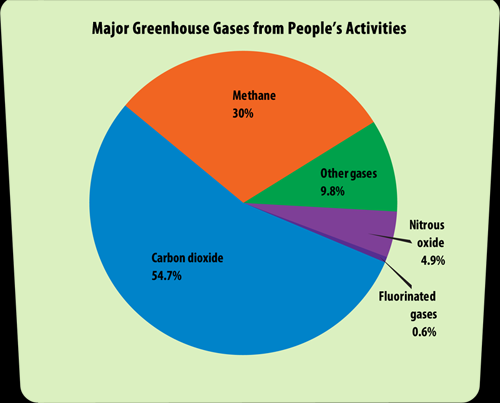 Major Greenhouse Gases from People's Activities
Methane
30%
Other gases
9.8%
Nitrous
oxide
4.9%
Carbon dioxide
54.7%
Fluorinated
gases
0.6%